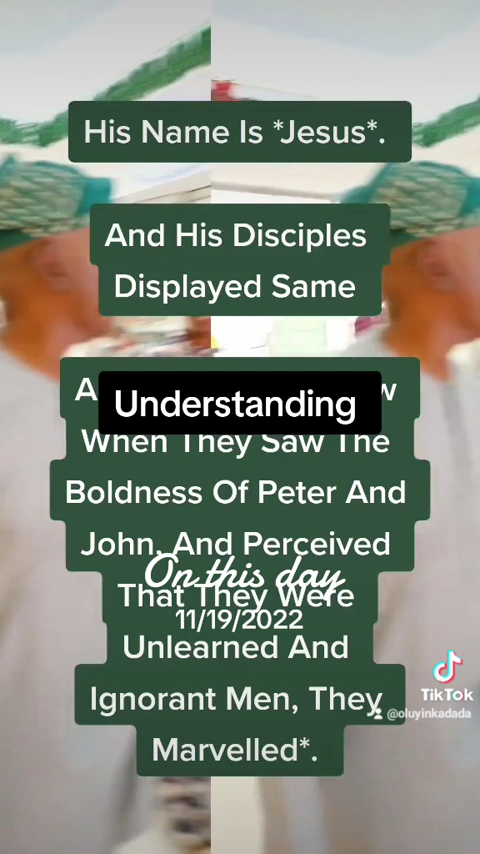 His Name Is *Jesus*.
And His Disciples
Displayed Same
A
w
Understanding
When They Saw The
Boldness Of Peter And
John, And Perceived
On this day
That They Were
11/19/2022
Unlearned And
Ignorant Men, They
Marvelled*.
TikTok
@oluyinkadada